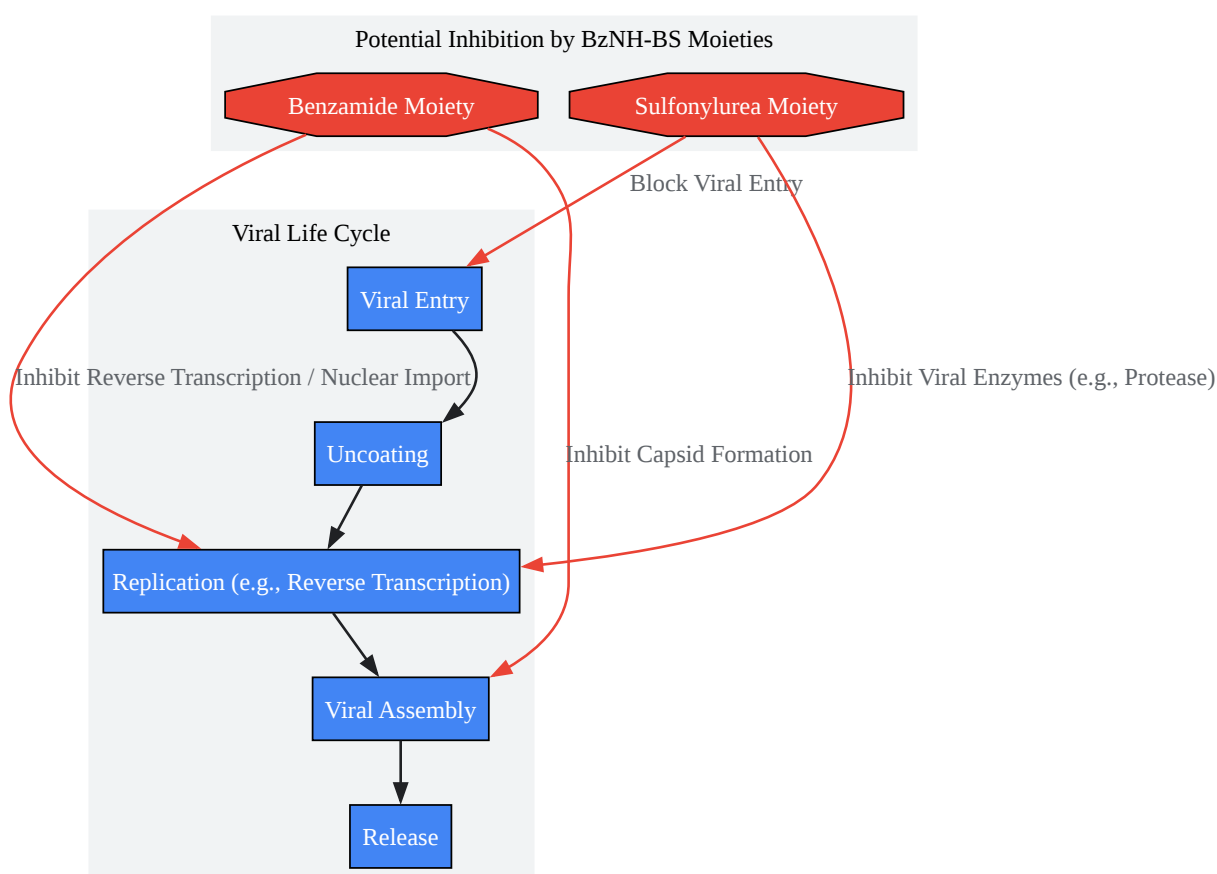 Potential Inhibition by BzNH-BS Moieties
Benzamide Moiety
Sulfonylurea Moiety
Block Viral Entry
Viral Life Cycle
Viral Entry
Inhibit Reverse Transcription / Nuclear Import
Inhibit Viral Enzymes (e.g., Protease)
Uncoating
Inhibit Capsid Formation
Replication (e.g., Reverse Transcription)
Viral Assembly
Release